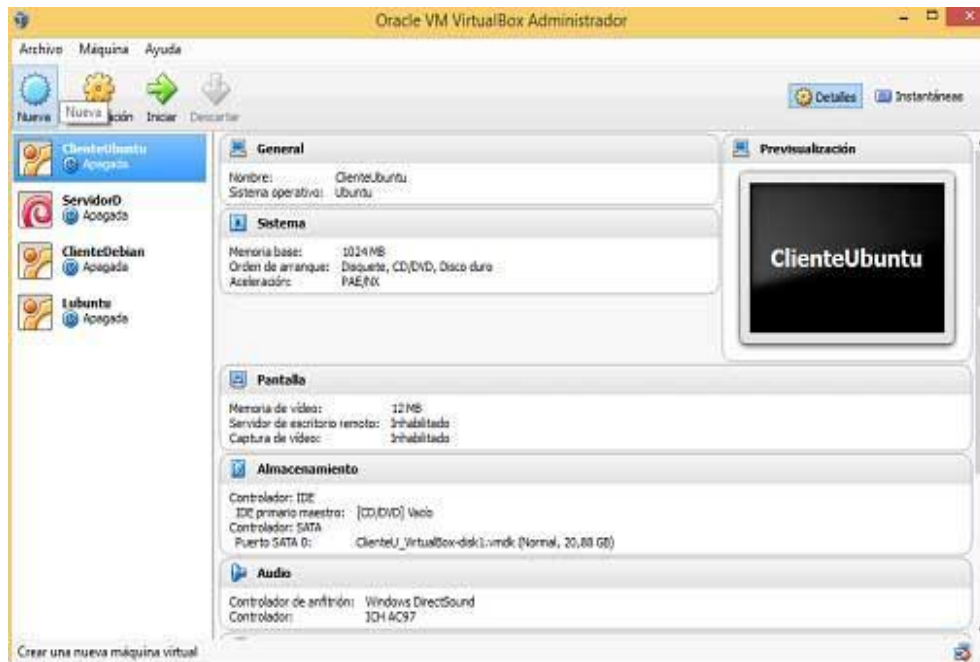 Oracle VM VirtualBox Administrador
Archivo Máquina Ayuda
Nueva Nueva ación Iniciar Descartar
Detalles Instantáneas
ClienteUbuntu
Apagada
ServidorD
Apagada
ClienteDebian
Apagada
Lubuntu
Apagada
General
Nombre: ClienteUbuntu
Sistema operativo: Ubuntu
Sistema
Memoria base: 1024 MB
Orden de arranque: Disquete, CD/DVD, Disco duro
Aceleración: PAE/NX
Previsualización
ClienteUbuntu
Pantalla
Memoria de vídeo: 12 MB
Servidor de escritorio remoto: Inhabilitado
Captura de vídeo: Inhabilitado
Almacenamiento
Controlador: IDE
IDE primario maestro: [CD/DVD] Vacío
Controlador: SATA
Puerto SATA 0: ClienteU_VirtualBox-disk1.vmdk (Normal, 20,88 GB)
Audio
Controlador de anfitrión: Windows DirectSound
Controlador: ICH AC97
Crear una nueva máquina virtual